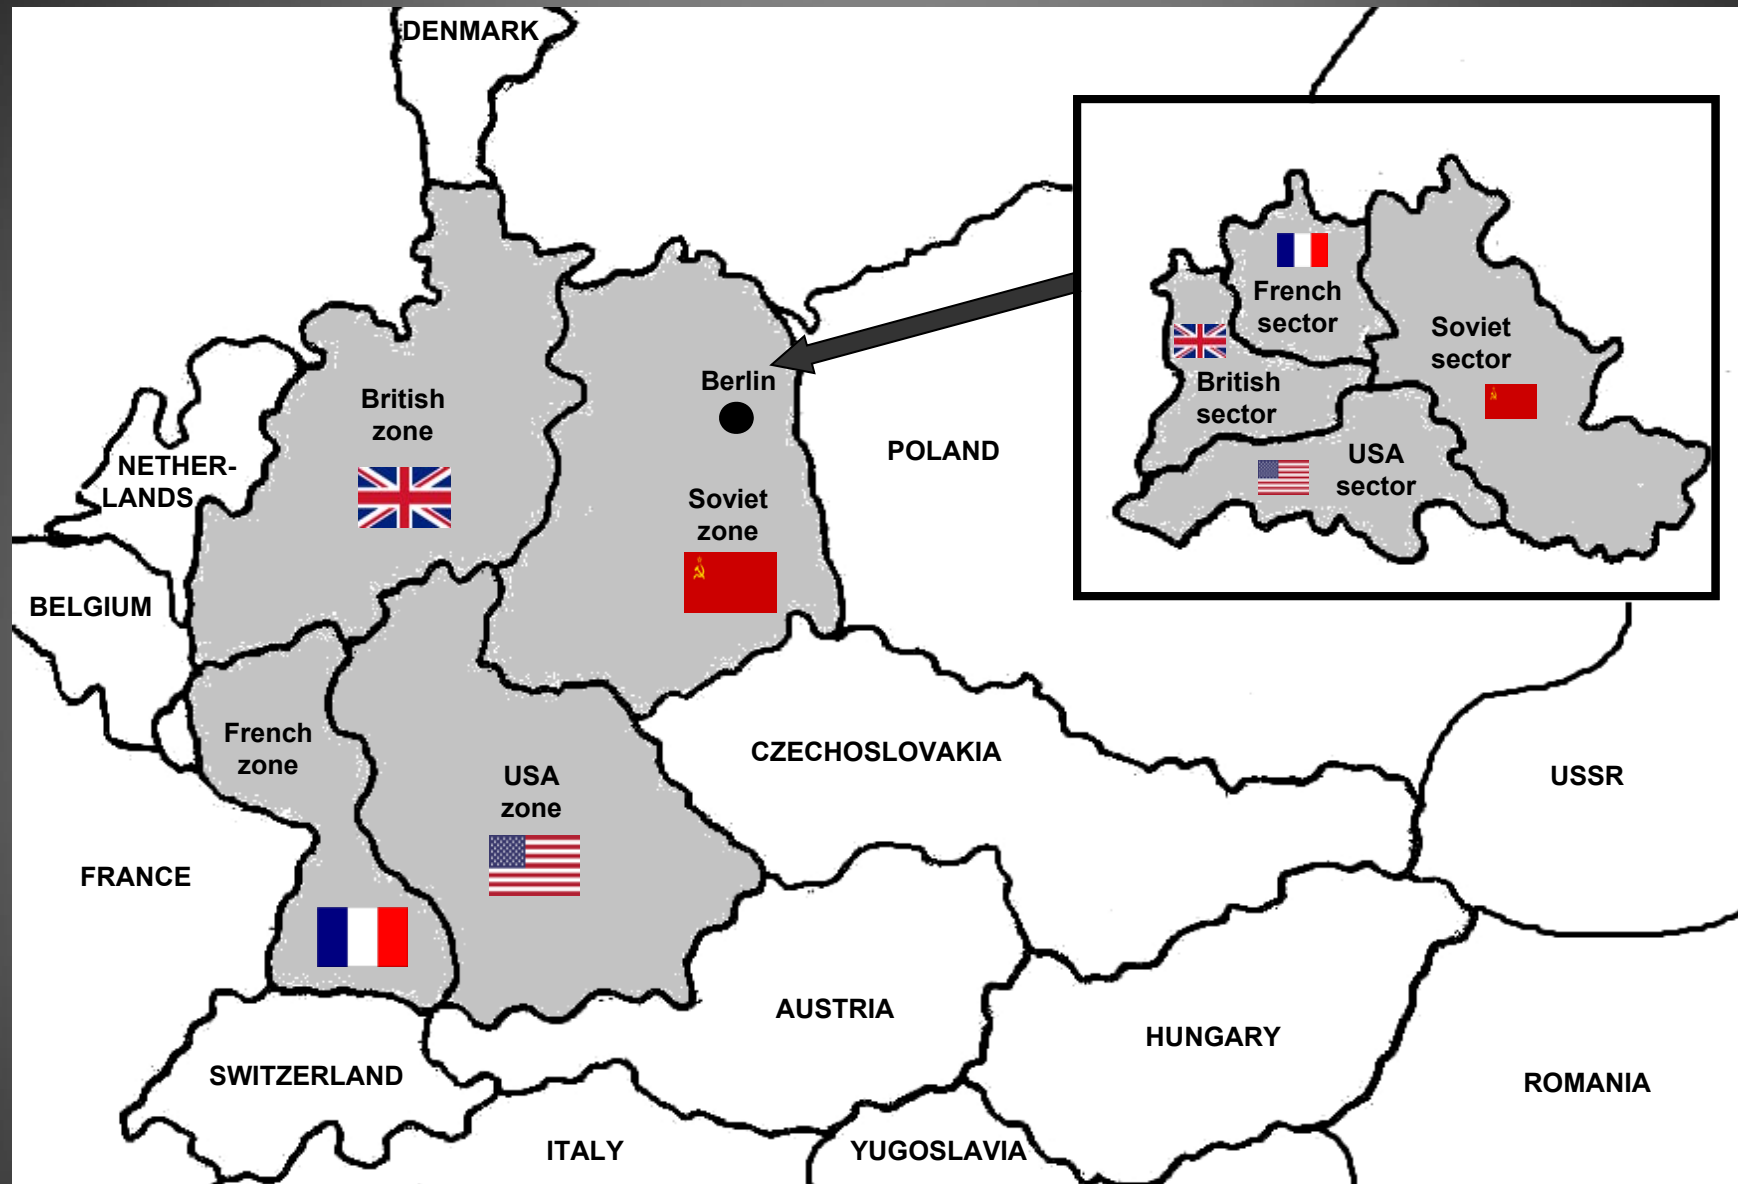 DENMARK
French
sector
Soviet
sector
British
sector
USA
sector
British
zone
Berlin
POLAND
NETHER-
LANDS
Soviet
zone
BELGIUM
French
zone
USA
zone
CZECHOSLOVAKIA
USSR
FRANCE
AUSTRIA
HUNGARY
SWITZERLAND
ROMANIA
ITALY
YUGOSLAVIA